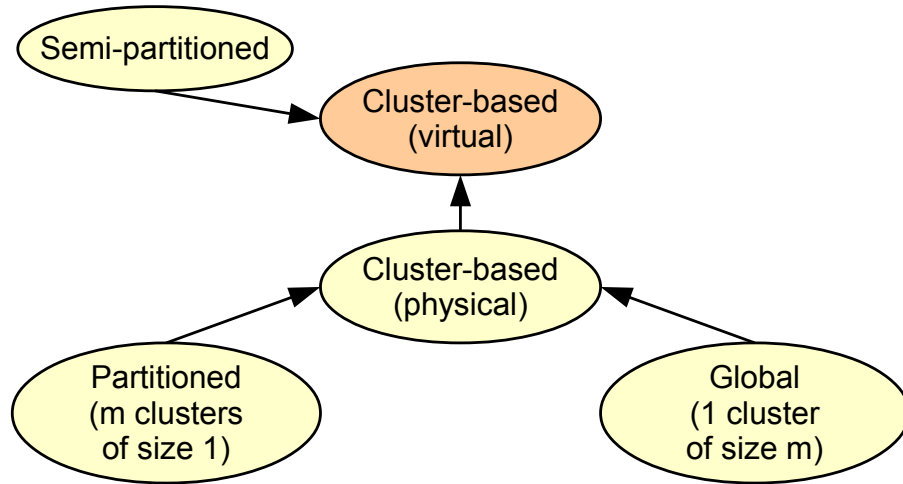 Semi-partitioned
Cluster-based
(virtual)
Cluster-based
(physical)
Partitioned
(m clusters
of size 1)
Global
(1 cluster
of size m)